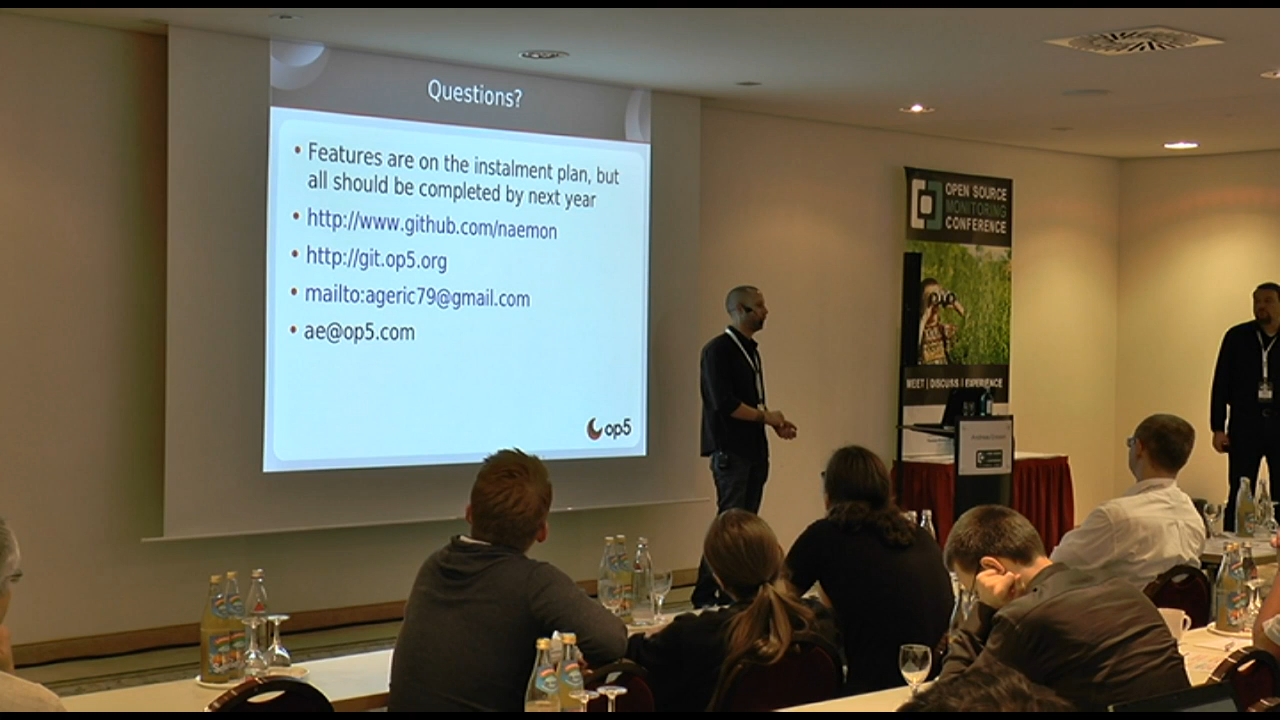 Questions?
• Features are on the instalment plan, but
all should be completed by next year
• http://www.github.com/naemon
• http://git.op5.org
• mailto:ageric79@gmail.com
• ae@op5.com
op5
OPEN SOURCE
MONITORING
CONFERENCE
MEET | DISCUSS | EXPERIENCE